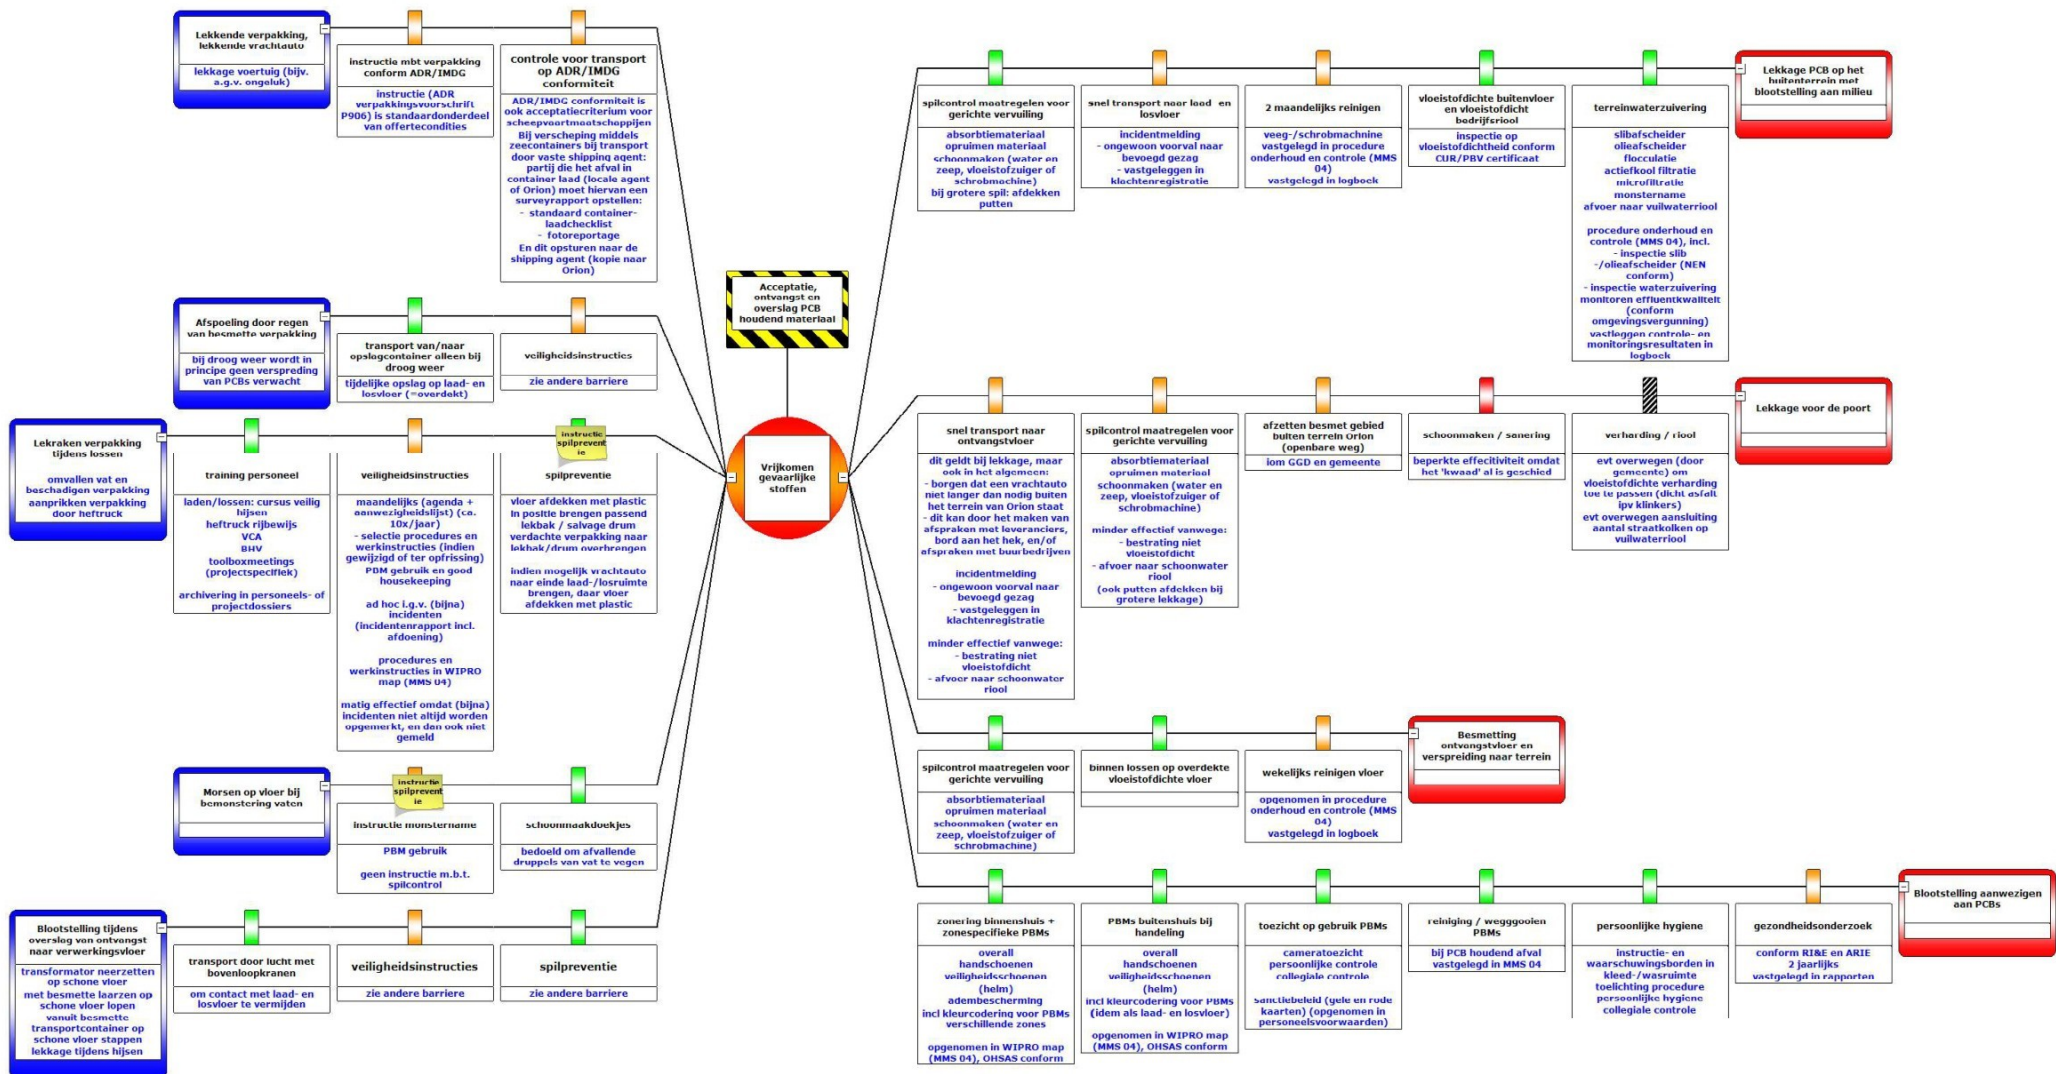 Lekkende verpakking,
lekkende vrachtauto
lekkage voertuig (bijv.
a.g.v. ongeluk)
instructie mbt verpakking
conform ADR/IMDG
instructie (ADR
verpakkingsvoorschrift
P906) is standaardonderdeel
van offertecondities
controle voor transport
op ADR/IMDG
conformiteit
ADR/IMDG conformiteit is
ook acceptatiecriterium voor
scheepvaartmaatschappijen
Bij verscheping middels
zeecontainers bij transport
door vaste shipping agent:
partij die het afval in
container laad (locale agent
of Orion) moet hiervan een
surveyrapport opstellen:
- standaard container-
laadchecklist
- fotoreportage
En dit opsturen naar de
shipping agent (kopie naar
Orion)
Afspoeling door regen
van besmette verpakking
bij droog weer wordt in
principe geen verspreding
van PCBs verwacht
transport van/naar
opslagcontainer alleen bij
droog weer
tijdelijke opslag op laad- en
losvloer (=overdekt)
veiligheidsinstructies
zie andere barriere
Lekraken verpakking
tijdens lossen
omvallen vat en
beschadigen verpakking
aanprikken verpakking
door heftruck
training personeel
laden/lossen: cursus veilig
hijsen
heftruck rijbewijs
VCA
BHV
toolboxmeetings
(projectspecifiek)
archivering in personeels- of
projectdossiers
veiligheidsinstructies
maandelijks (agenda +
aanwezigheidslijst) (ca.
10x/jaar)
- selectie procedures en
werkinstructies (indien
gewijzigd of ter opfrissing)
PBM gebruik en good
housekeeping
ad hoc i.g.v. (bijna)
incidenten
(incidentenrapport incl.
afdoening)
procedures en
werkinstructies in WIPRO
map (MMS 04)
matig effectief omdat (bijna)
incidenten niet altijd worden
opgemerkt, en dan ook niet
gemeld
instructie
spilprevent
ie
spilpreventie
vloer afdekken met plastic
in positie brengen passend
lekbak / salvage drum
verdachte verpakking naar
lekbak/drum overbrengen
indien mogelijk vrachtauto
naar einde laad-/losruimte
brengen, daar vloer
afdekken met plastic
Morsen op vloer bij
bemonstering vaten
instructie
spilprevent
ie
instructie monstername
PBM gebruik
geen instructie m.b.t.
spilcontrol
schoonmaakdoekjes
bedoeld om afvallende
druppels van vat te vegen
Blootstelling tijdens
overslag van ontvangst
naar verwerkingsvloer
transformator neerzetten
op schone vloer
met besmette laarzen op
schone vloer lopen
vanuit besmette
transportcontainer op
schone vloer stappen
lekkage tijdens hijsen
transport door lucht met
bovenloopkranen
om contact met laad- en
losvloer te vermijden
veiligheidsinstructies
zie andere barriere
spilpreventie
zie andere barriere
Acceptatie,
ontvangst en
overslag PCB
houdend materiaal
Vrijkomen
gevaarlijke
stoffen
spilcontrol maatregelen voor
gerichte vervuiling
absorbtiemateriaal
opruimen materiaal
schoonmaken (water en
zeep, vloeistofzuiger of
schrobmachine)
bij grotere spil: afdekken
putten
snel transport naar laad- en
losvloer
incidentmelding
- ongewoon voorval naar
bevoegd gezag
- vastgeleggen in
klachtenregistratie
2 maandelijks reinigen
veeg-/schrobmachnine
vastgelegd in procedure
onderhoud en controle (MMS
04)
vastgelegd in logboek
vloeistofdichte buitenvloer
en vloeistofdicht
bedrijfsriool
inspectie op
vloeistofdichtheid conform
CUR/PBV certificaat
terreinwaterzuivering
slibafscheider
olieafscheider
flocculatie
actiefkool filtratie
microfiltratie
monstername
afvoer naar vuilwaterriool
procedure onderhoud en
controle (MMS 04), incl.
- inspectie slib
-/olieafscheider (NEN
conform)
- inspectie waterzuivering
monitoren effluentkwaliteit
(conform
omgevingsvergunning)
vastleggen controle- en
monitoringsresultaten in
logboek
Lekkage PCB op het
buitenterrein met
blootstelling aan milieu
snel transport naar
ontvangstvloer
dit geldt bij lekkage, maar
ook in het algemeen:
- borgen dat een vrachtauto
niet langer dan nodig buiten
het terrein van Orion staat
- dit kan door het maken van
afspraken met leveranciers,
bord aan het hek, en/of
afspraken met buurbedrijven
incidentmelding
- ongewoon voorval naar
bevoegd gezag
- vastgeleggen in
klachtenregistratie
minder effectief vanwege:
- bestrating niet
vloeistofdicht
- afvoer naar schoonwater
riool
spilcontrol maatregelen voor
gerichte vervuiling
absorbtiemateriaal
opruimen materiaal
schoonmaken (water en
zeep, vloeistofzuiger of
schrobmachine)
minder effectief vanwege:
- bestrating niet
vloeistofdicht
- afvoer naar schoonwater
riool
(ook putten afdekken bij
grotere lekkage)
afzetten besmet gebied
buiten terrein Orion
(openbare weg)
iom GGD en gemeente
schoonmaken / sanering
beperkte effecitiviteit omdat
het 'kwaad' al is geschied
verharding / riool
evt overwegen (door
gemeente) om
vloeistofdichte verharding
toe te passen (dicht asfalt
ipv klinkers)
evt overwegen aansluiting
aantal straatkolken op
vuilwaterriool
Lekkage voor de poort
spilcontrol maatregelen voor
gerichte vervuiling
absorbtiemateriaal
opruimen materiaal
schoonmaken (water en
zeep, vloeistofzuiger of
schrobmachine)
binnen lossen op overdekte
vloeistofdichte vloer
wekelijks reinigen vloer
opgenomen in procedure
onderhoud en controle (MMS
04)
vastgelegd in logboek
Besmetting
ontvangstvloer en
verspreiding naar terrein
zonering binnenshuis +
zonespecifieke PBMs
overall
handschoenen
veiligheidsschoenen
(helm)
adembescherming
incl kleurcodering voor PBMs
verschillende zones
opgenomen in WIPRO map
(MMS 04), OHSAS conform
PBMs buitenshuis bij
handeling
overall
handschoenen
veiligheidsschoenen
(helm)
incl kleurcodering voor PBMs
(idem als laad- en losvloer)
opgenomen in WIPRO map
(MMS 04), OHSAS conform
toezicht op gebruik PBMs
cameratoezicht
persoonlijke controle
collegiale controle
sanctiebeleid (gele en rode
kaarten) (opgenomen in
personeelsvoorwaarden)
reiniging / wegggooien
PBMs
bij PCB houdend afval
vastgelegd in MMS 04
persoonlijke hygiene
instructie- en
waarschuwingsborden in
kleed-/wasruimte
toelichting procedure
persoonlijke hygiene
collegiale controle
gezondheidsonderzoek
conform RI&E en ARIE
2 jaarlijks
vastgelegd in rapporten
Blootstelling aanwezigen
aan PCBs